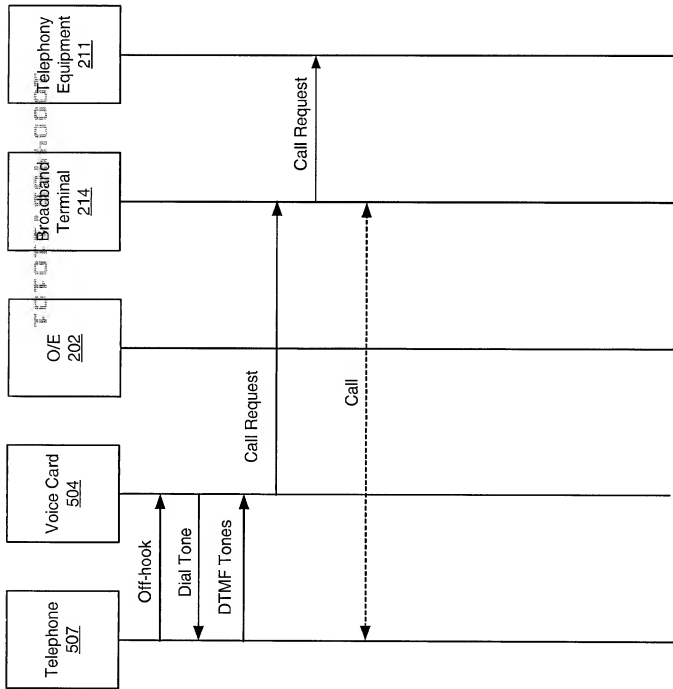 Telephone
507
Voice Card
504
O/E
202
Broadband
Terminal
214
Telephony
Equipment
211
Off-hook
Dial Tone
DTMF Tones
Call Request
Call Request
Call